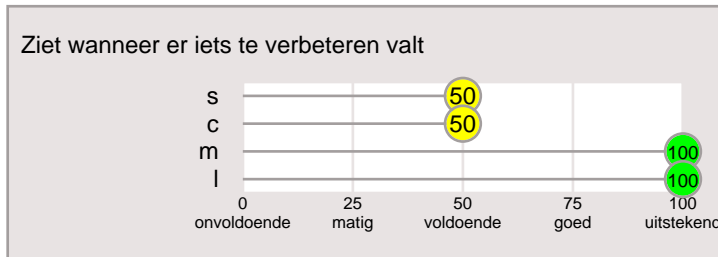 Ziet wanneer er iets te verbeteren valt
s 50
c 50
m 100
l 100
0 25 50 75 100
onvoldoende matig voldoende goed uitstekend